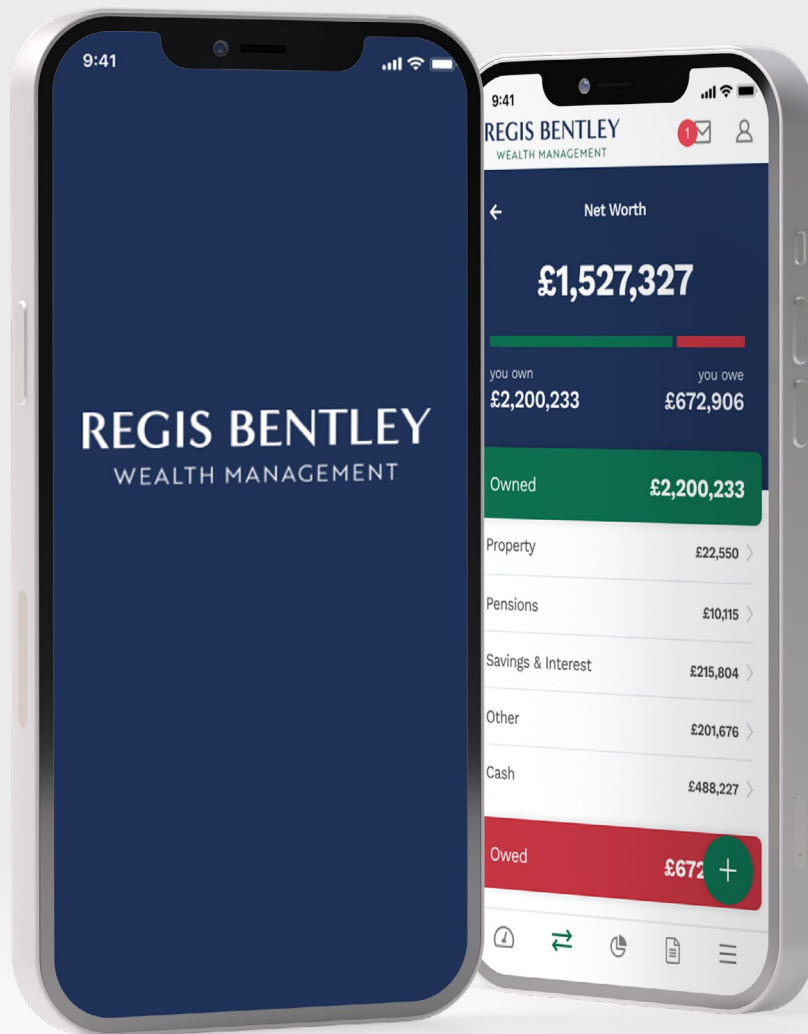 9:41
REGIS BENTLEY
WEALTH MANAGEMENT
9:41
REGIS BENTLEY
WEALTH MANAGEMENT
1
Net Worth
£1,527,327
you own
you owe
£2,200,233
£672,906
Owned
£2,200,233
Property
£22,550
Pensions
£10,115
Savings & Interest
£215,804
Other
£201,676
Cash
£488,227
Owed
£672